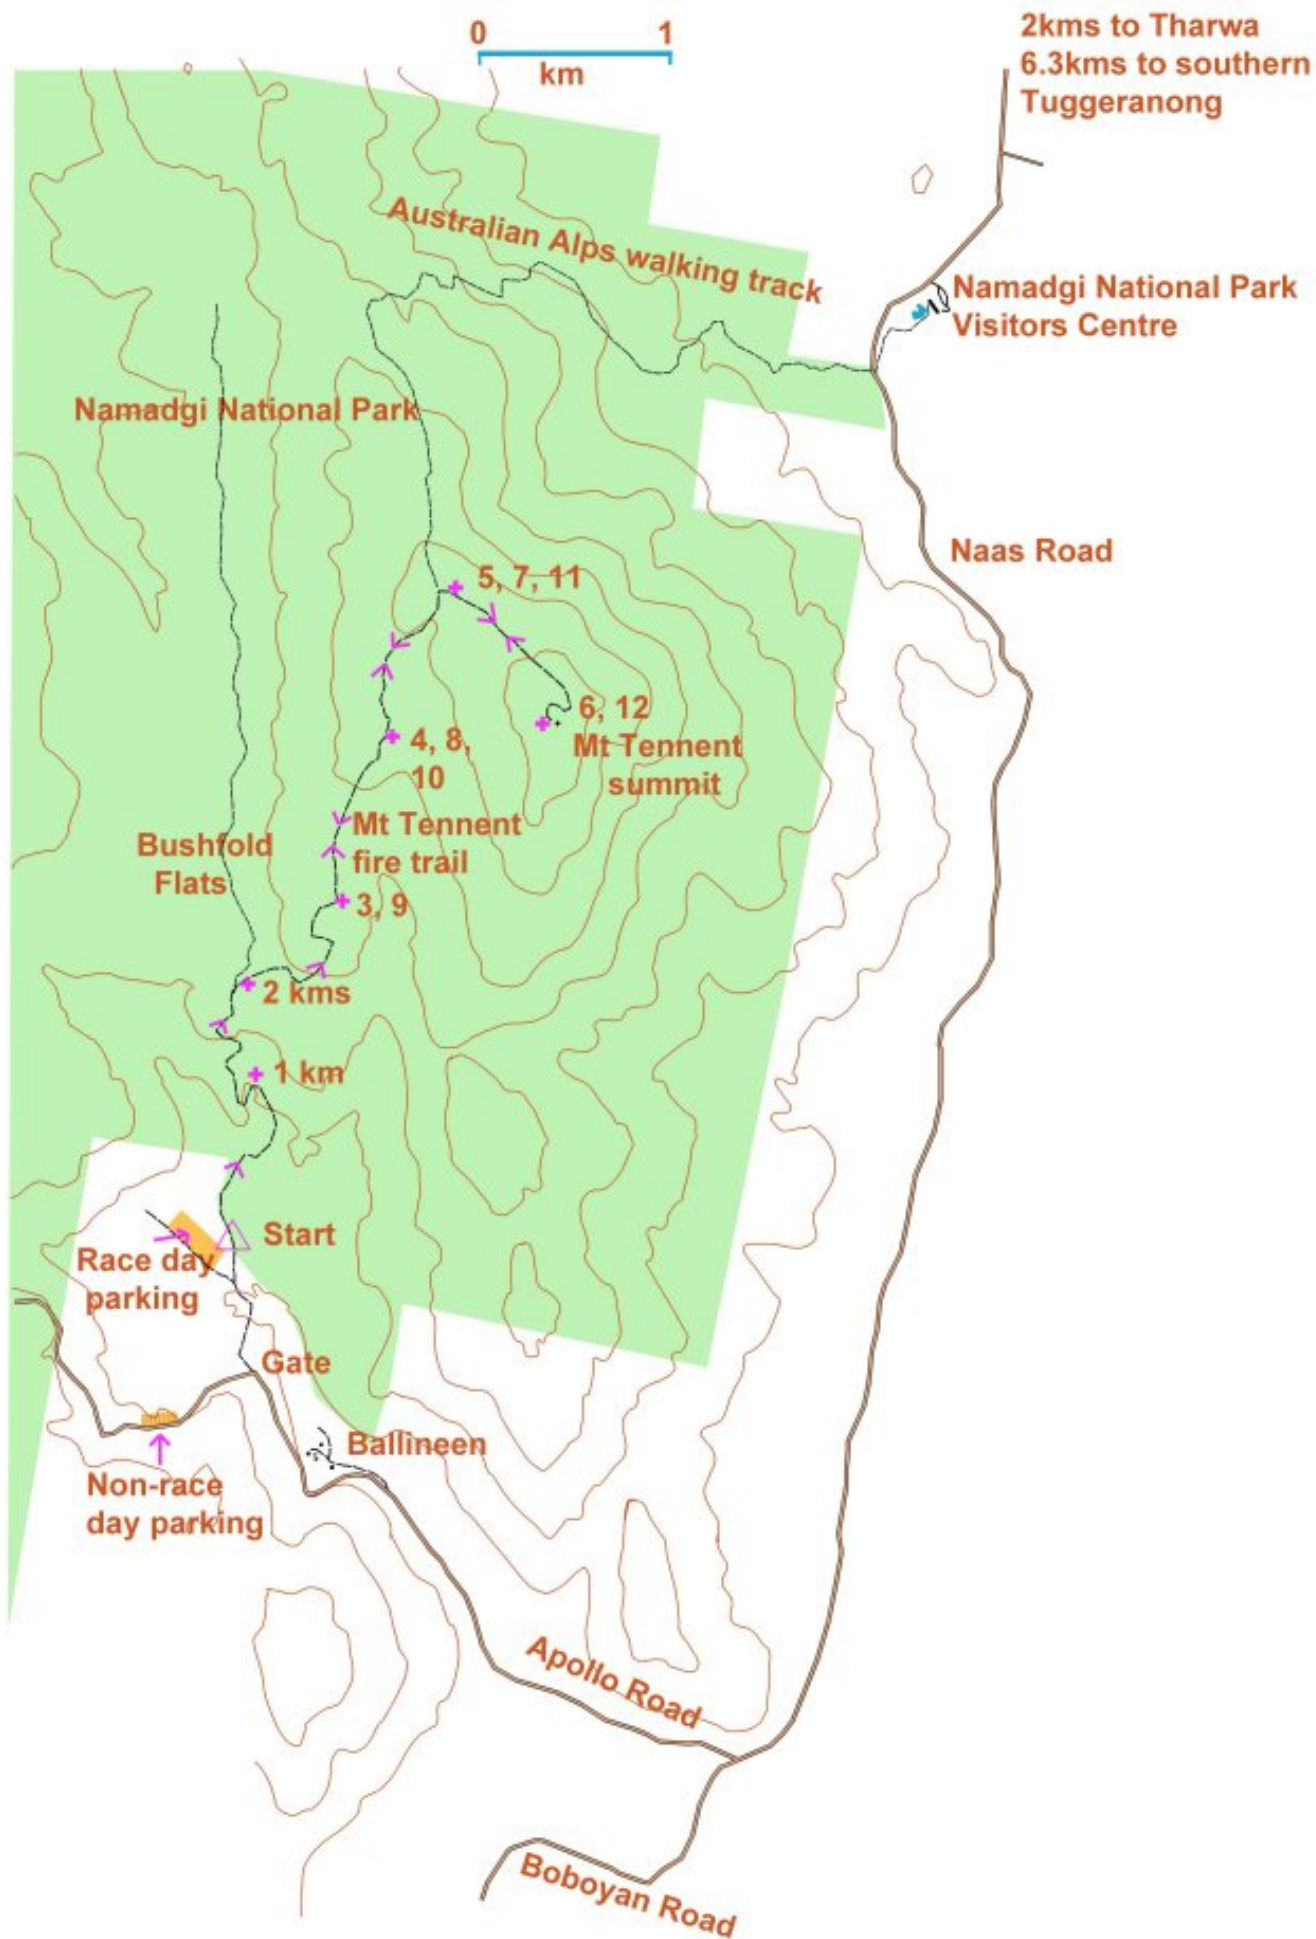 0 1
km
2kms to Tharwa
6.3kms to southern
Tuggeranong
Australian Alps walking track
Namadgi National Park
Visitors Centre
Namadgi National Park
Naas Road
5, 7, 11
6, 12
Mt Tennent
summit
4, 8,
10
Mt Tennent
fire trail
Bushfold
Flats
3, 9
2 kms
1 km
Start
Race day
parking
Gate
Ballineen
Non-race
day parking
Apollo Road
Boboyan Road